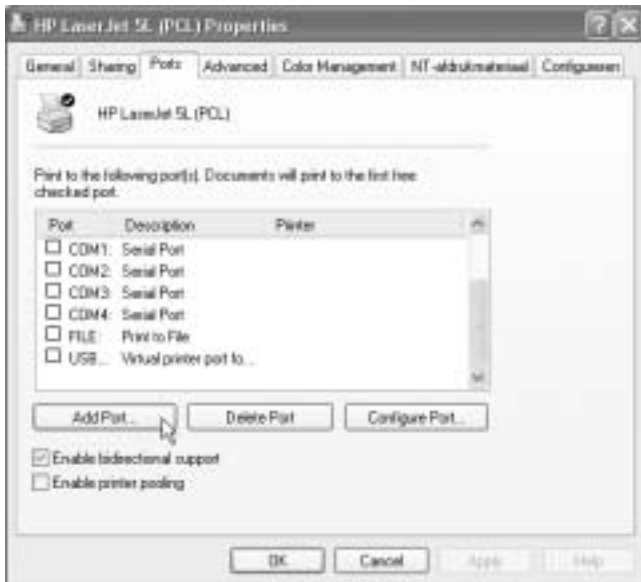 HP LaserJet 5L (PCL) Properties
General Sharing Ports Advanced Color Management NT-afdrukmateriaal Configureren
HP LaserJet 5L (PCL)
Print to the following port(s). Documents will print to the first free
checked port.
Port Description Printer
COM1: Serial Port
COM2: Serial Port
COM3: Serial Port
COM4: Serial Port
FILE: Print to File
USB... Virtual printer port fo...
Add Port... Delete Port Configure Port...
Enable bidirectional support
Enable printer pooling
OK Cancel Apply Help